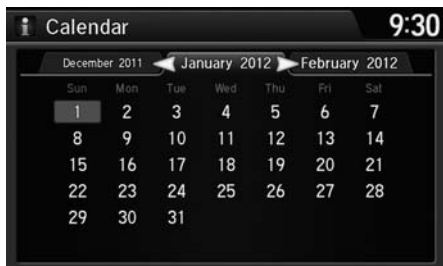 i Calendar 9:30
December 2011 January 2012 February 2012
Sun Mon Tue Wed Thu Fri Sat
1 2 3 4 5 6 7
8 9 10 11 12 13 14
15 16 17 18 19 20 21
22 23 24 25 26 27 28
29 30 31